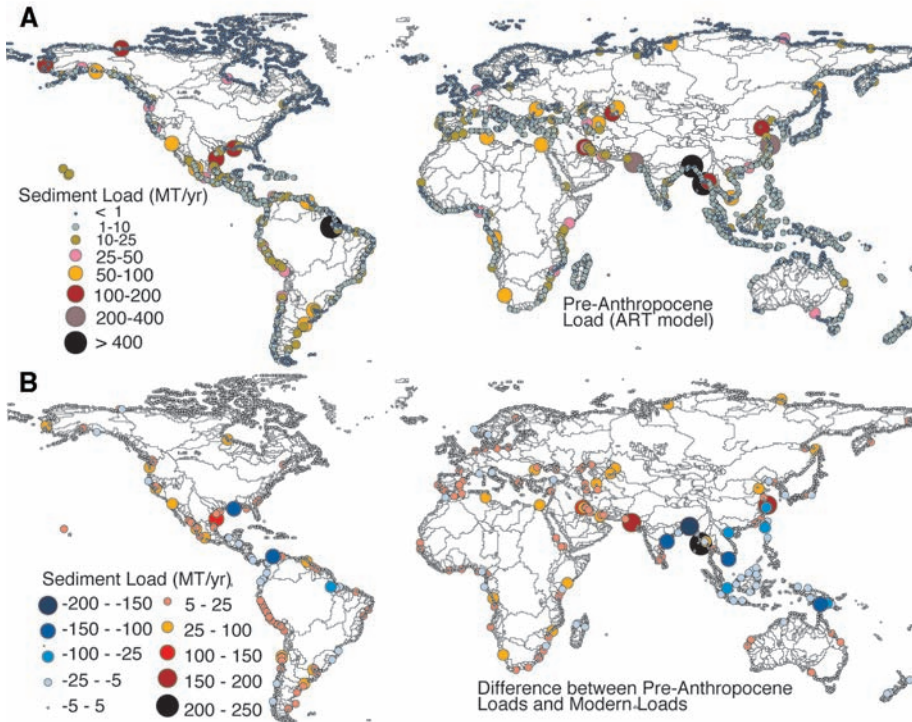 A
Sediment Load (MT/yr)
< 1
1-10
10-25
25-50
50-100
100-200
200-400
> 400
Pre-Anthropocene
Load (ART model)
B
Sediment Load (MT/yr)
-200 - -150
-150 - -100
-100 - -25
-25 - -5
-5 - 5
5 - 25
25 - 100
100 - 150
150 - 200
200 - 250
Difference between Pre-Anthropocene
Loads and Modern Loads